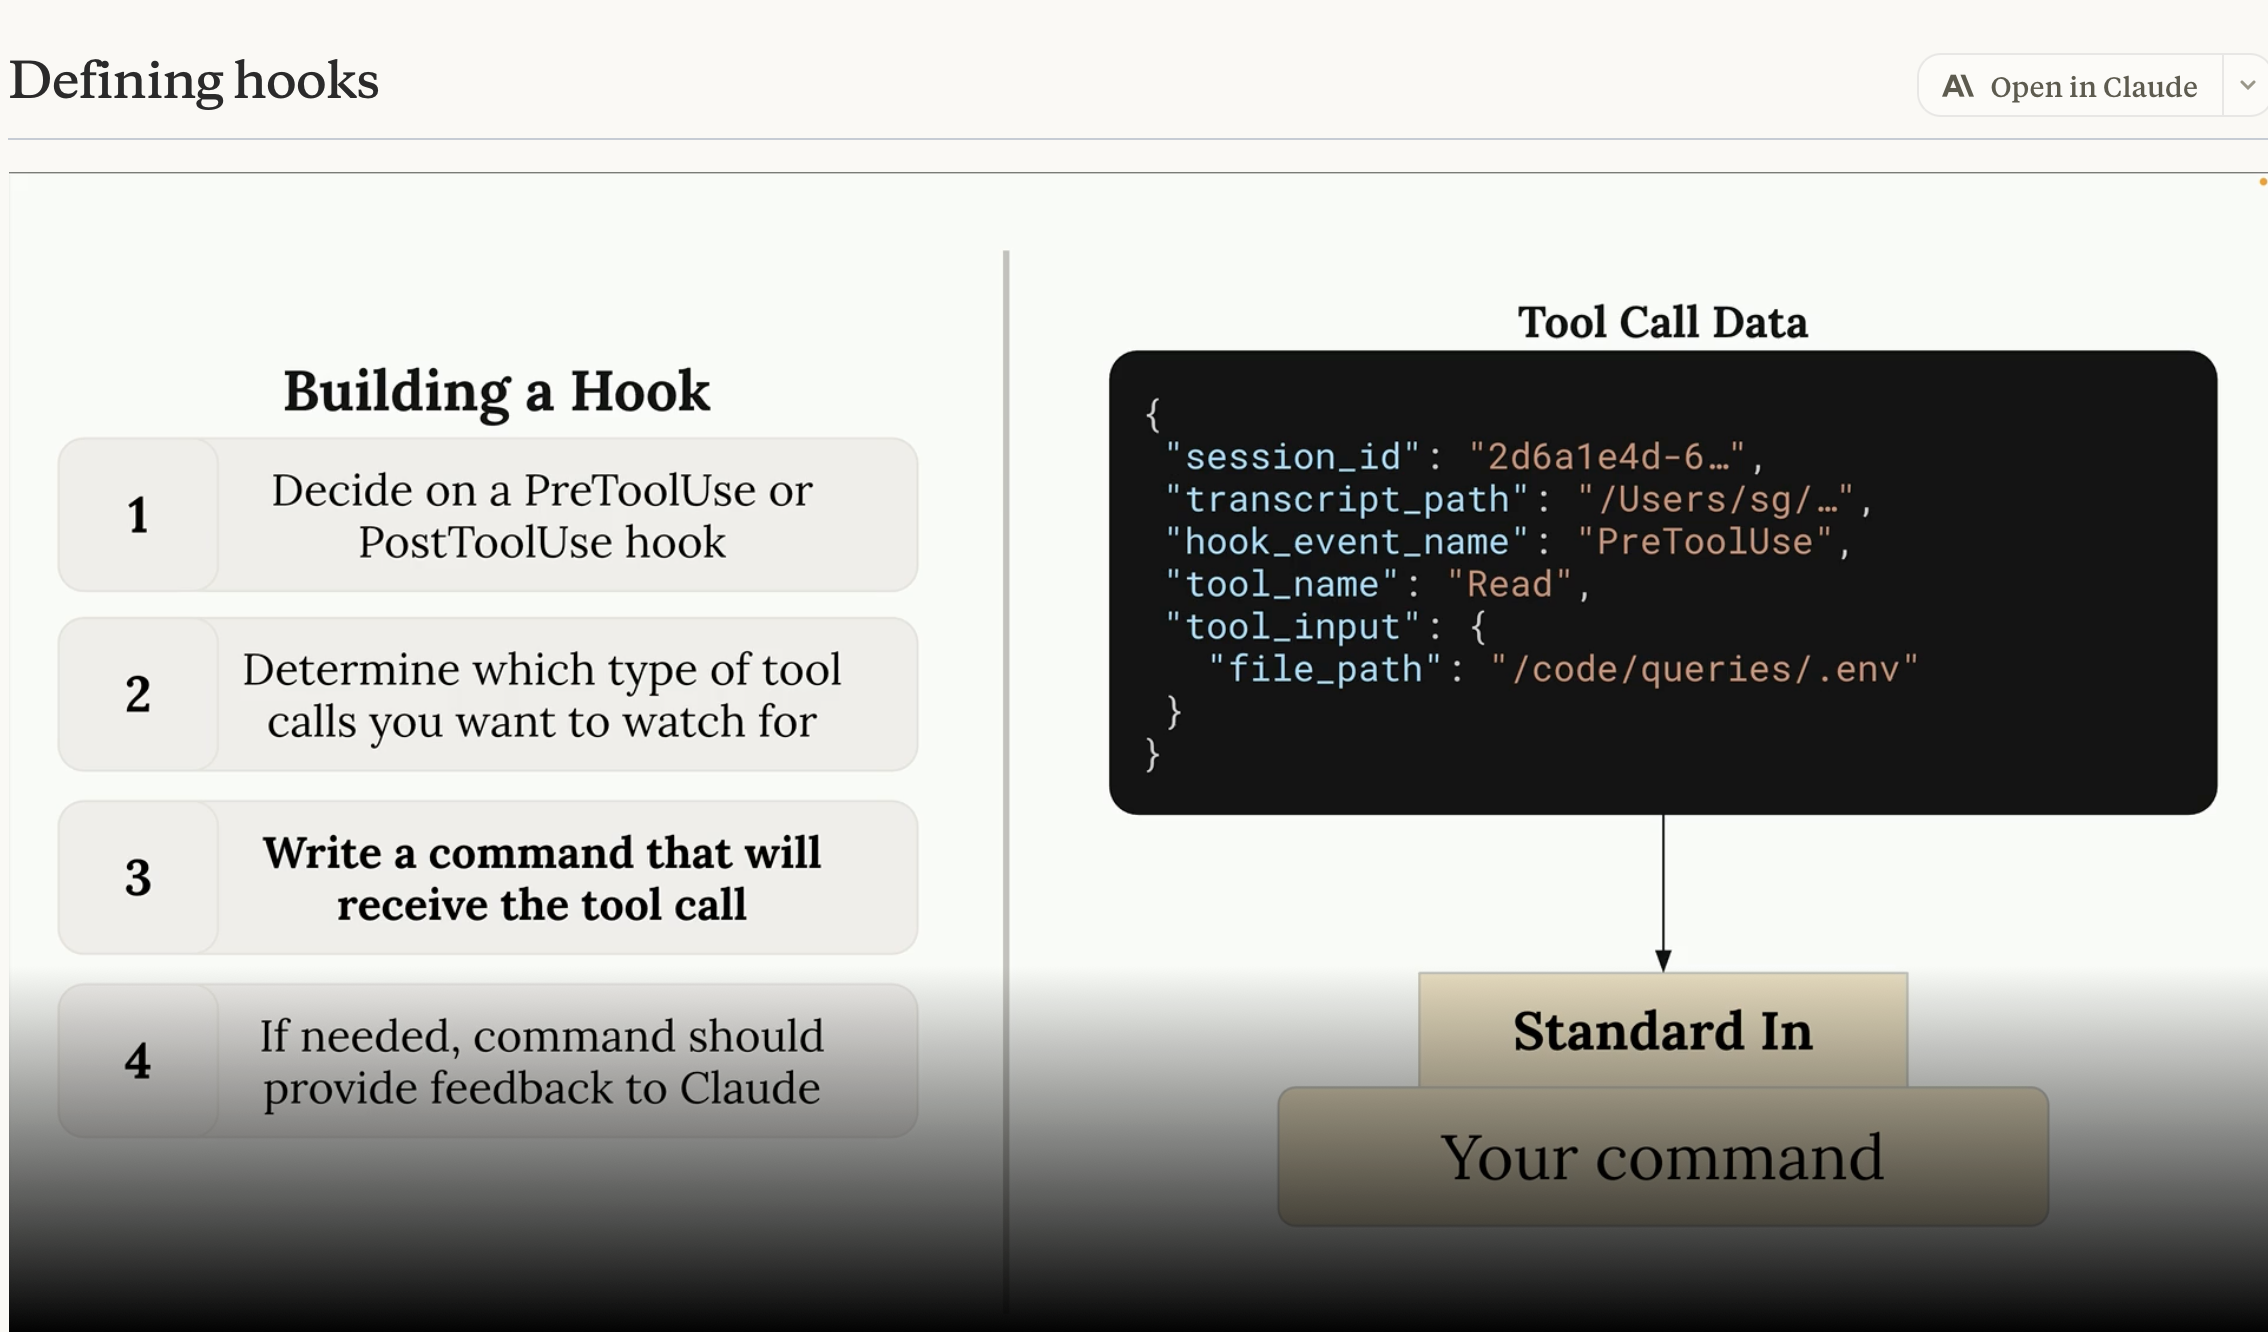 Defining hooks
Open in Claude
Building a Hook
1
Decide on a PreToolUse or
PostToolUse hook
2
Determine which type of tool
calls you want to watch for
3
Write a command that will
receive the tool call
4
If needed, command should
provide feedback to Claude
Tool Call Data
{
"session_id": "2d6a1e4d-6…",
"transcript_path": "/Users/sg/…",
"hook_event_name": "PreToolUse",
"tool_name": "Read",
"tool_input": {
"file_path": "/code/queries/.env"
}
}
Standard In
Your command